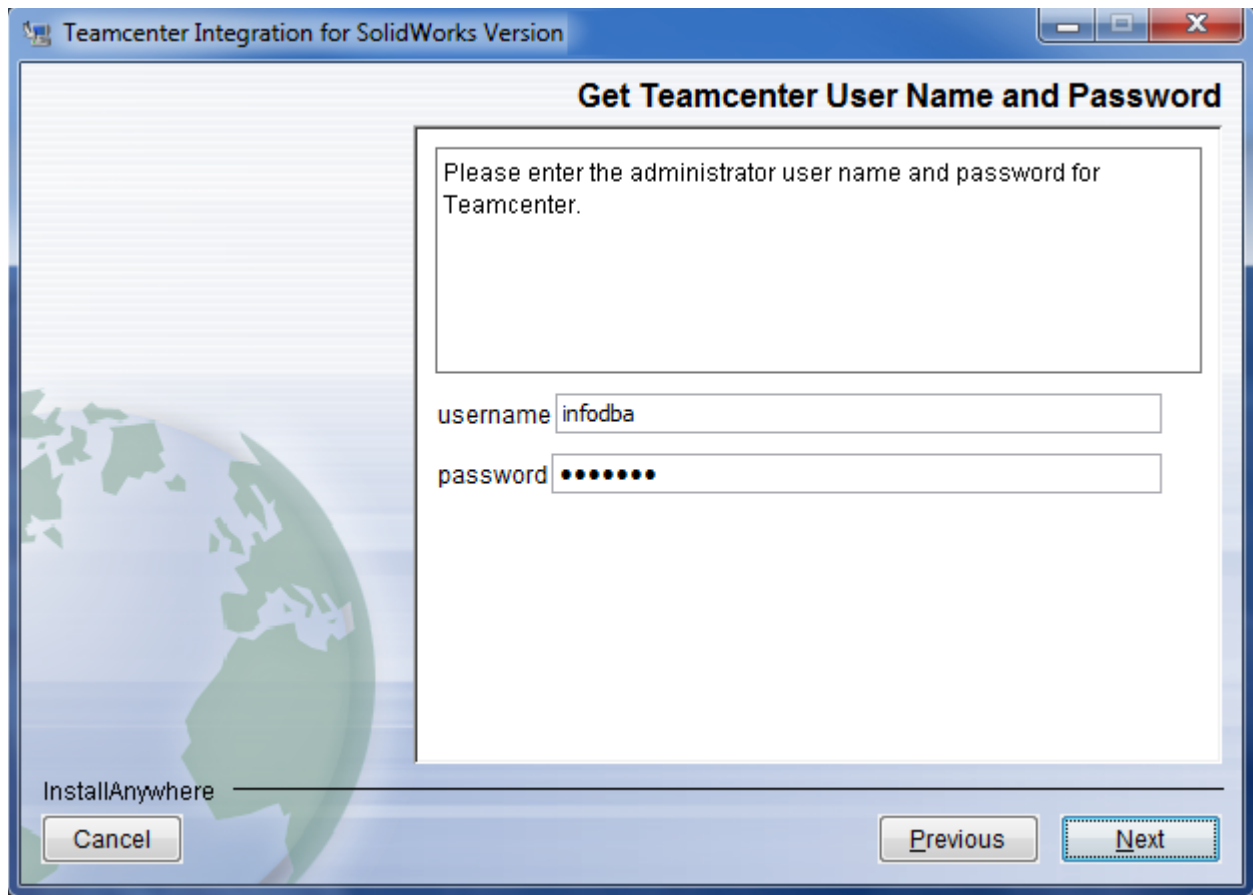 Teamcenter Integration for SolidWorks Version
Get Teamcenter User Name and Password
Please enter the administrator user name and password for
Teamcenter.
username infodba
password •••••••
InstallAnywhere
Cancel Previous Next